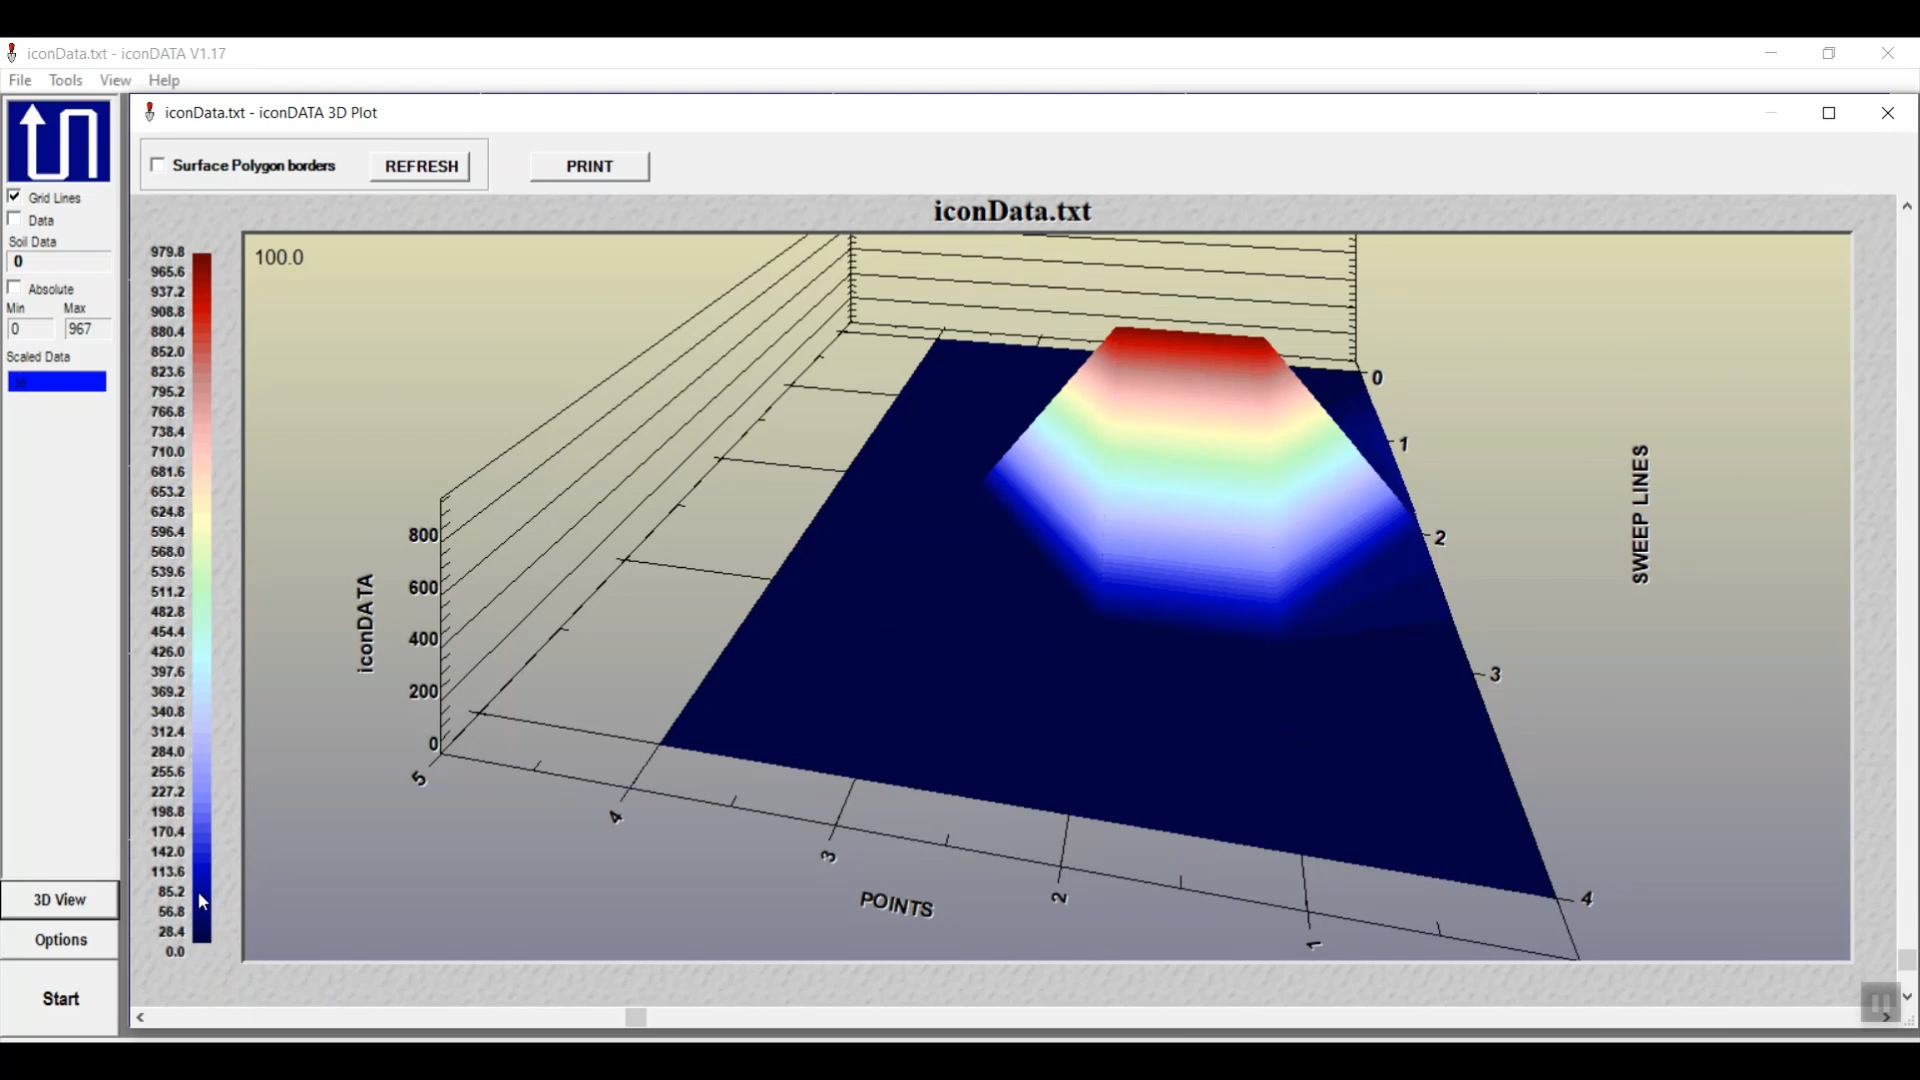 iconData.txt - iconDATA V1.17
File Tools View Help
iconData.txt - iconDATA 3D Plot
Surface Polygon borders
REFRESH
PRINT
Grid Lines
Data
Soil Data
0
Absolute
Min Max
0 967
Scaled Data
3D View
Options
Start
iconData.txt
100.0
979.8
965.6
937.2
908.8
880.4
852.0
823.6
795.2
766.8
738.4
710.0
681.6
653.2
624.8
596.4
568.0
539.6
511.2
482.8
454.4
426.0
397.6
369.2
340.8
312.4
284.0
255.6
227.2
198.8
170.4
142.0
113.6
85.2
56.8
28.4
0.0
iconDATA
800
600
400
200
0
5
4
3
2
1
POINTS
0
1
2
3
4
SWEEP LINES